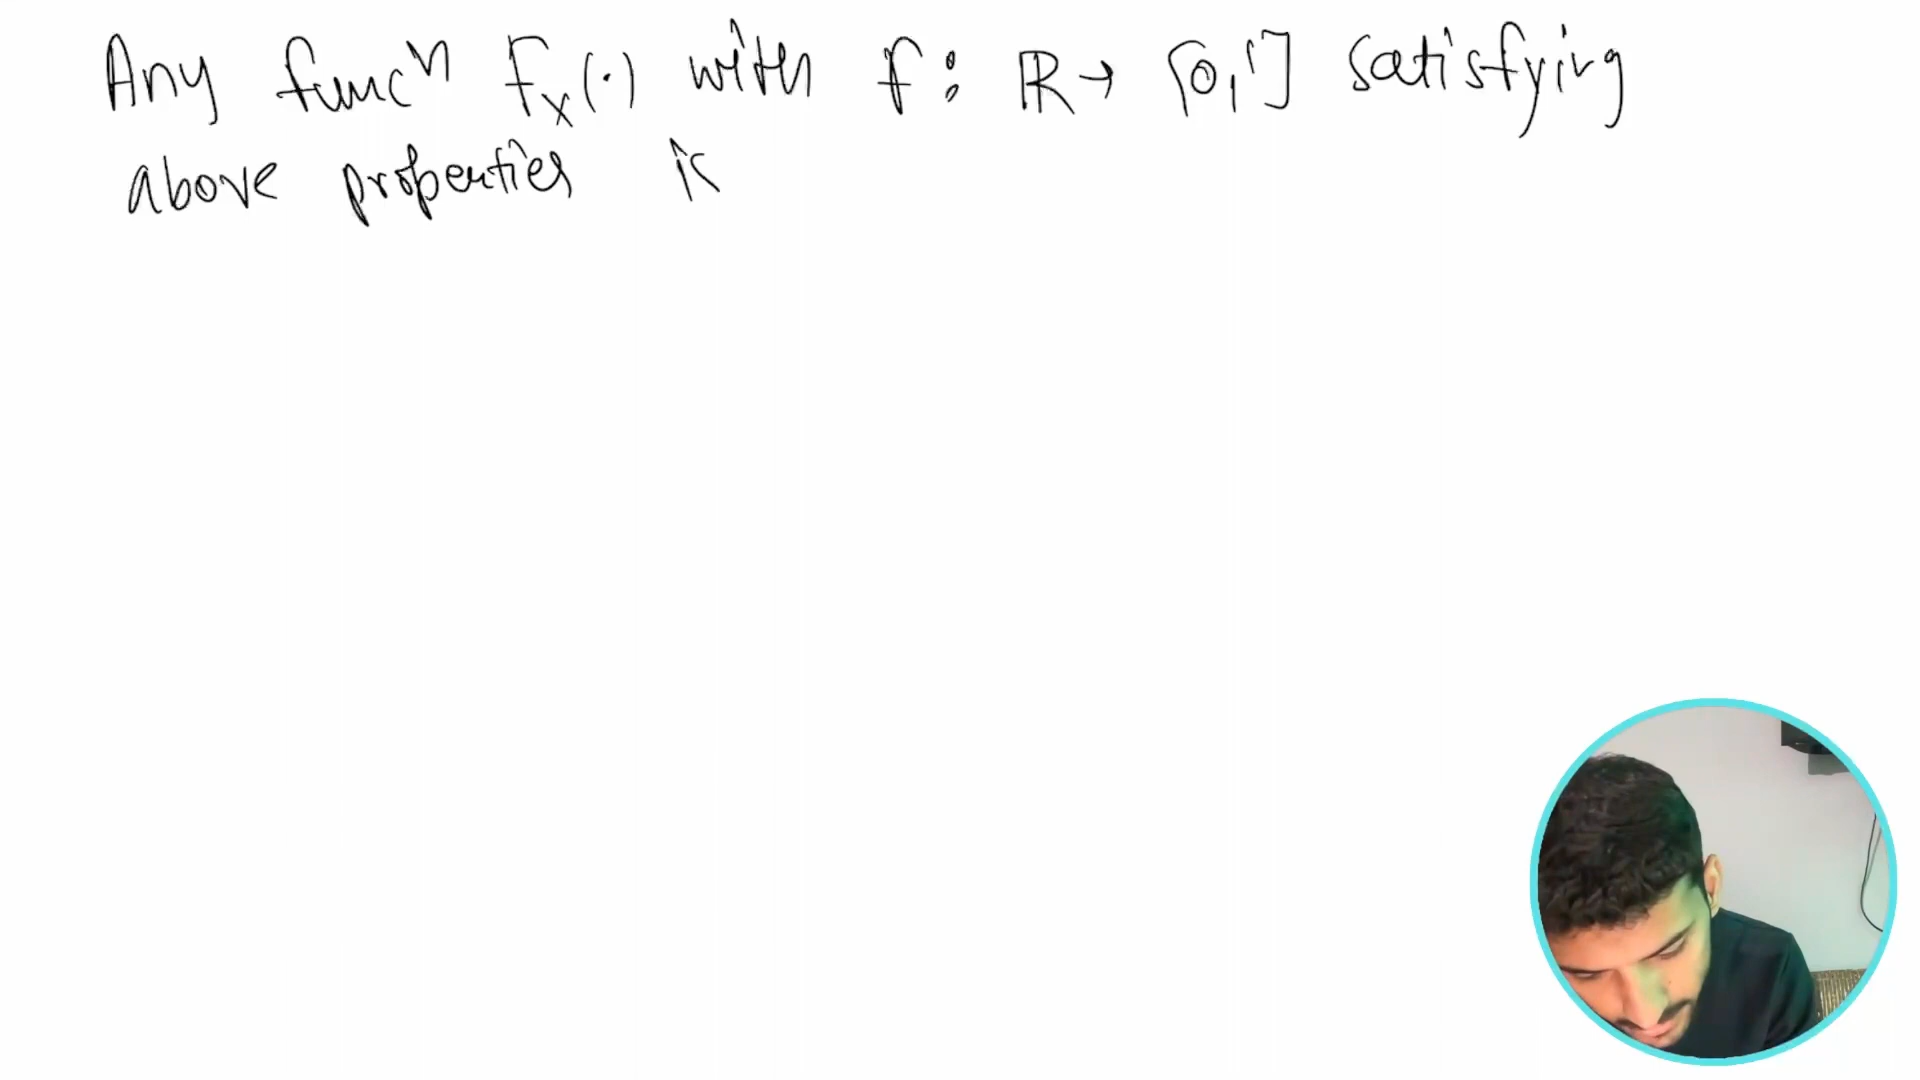 Any funcⁿ Fₓ(·) with f : ℝ → [0,1] satisfying
above properties is